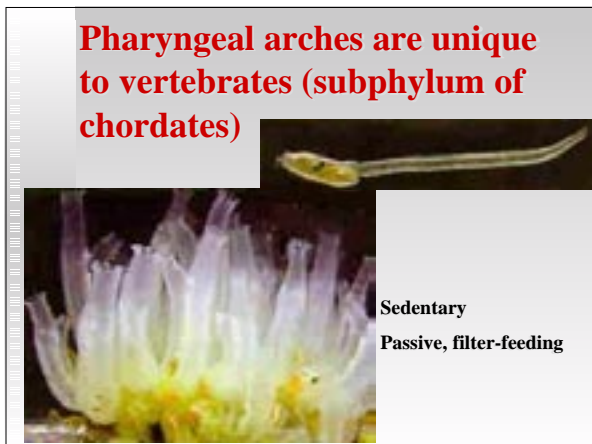 Pharyngeal arches are unique
to vertebrates (subphylum of
chordates)
Sedentary
Passive, filter-feeding